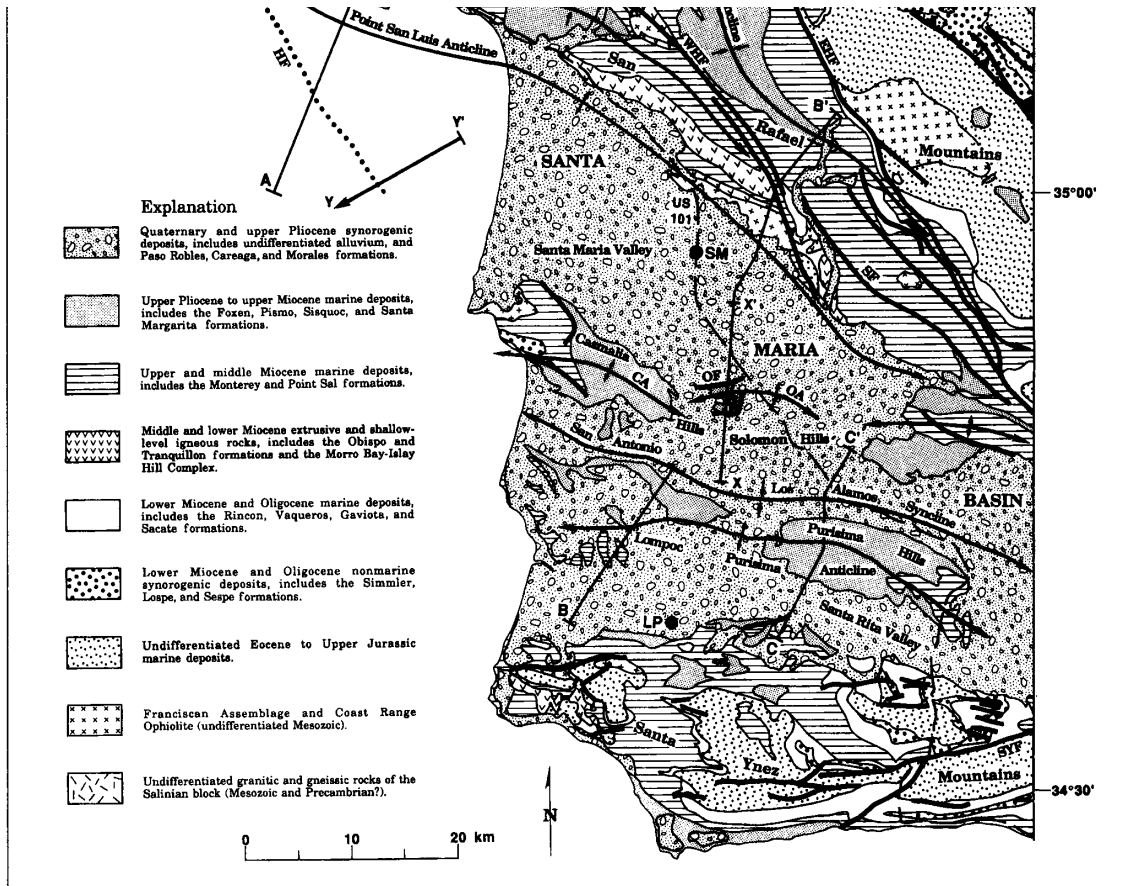 Point San Luis Anticline
HF
WHF
EHF
San
Rafael
Mountains
B'
Y'
Y
A
35°00'
SANTA
US
101
Santa Maria Valley
SM
SF
X'
MARIA
Casmalia
CA
Hills
OF
OA
Solomon Hills
C'
San Antonio
X
Los Alamos Syncline
BASIN
Purisima
Hills
Lompoc
Purisima
Anticline
B
LP
Santa Rita Valley
C
Santa
Ynez
Mountains
SYF
34°30'
N
Explanation
Quaternary and upper Pliocene synorogenic
deposits, includes undifferentiated alluvium, and
Paso Robles, Careaga, and Morales formations.
Upper Pliocene to upper Miocene marine deposits,
includes the Foxen, Pismo, Sisquoc, and Santa
Margarita formations.
Upper and middle Miocene marine deposits,
includes the Monterey and Point Sal formations.
Middle and lower Miocene extrusive and shallow-
level igneous rocks, includes the Obispo and
Tranquillon formations and the Morro Bay-Islay
Hill Complex.
Lower Miocene and Oligocene marine deposits,
includes the Rincon, Vaqueros, Gaviota, and
Sacate formations.
Lower Miocene and Oligocene nonmarine
synorogenic deposits, includes the Simmler,
Lospe, and Sespe formations.
Undifferentiated Eocene to Upper Jurassic
marine deposits.
Franciscan Assemblage and Coast Range
Ophiolite (undifferentiated Mesozoic).
Undifferentiated granitic and gneissic rocks of the
Salinian block (Mesozoic and Precambrian?).
0 10 20 km